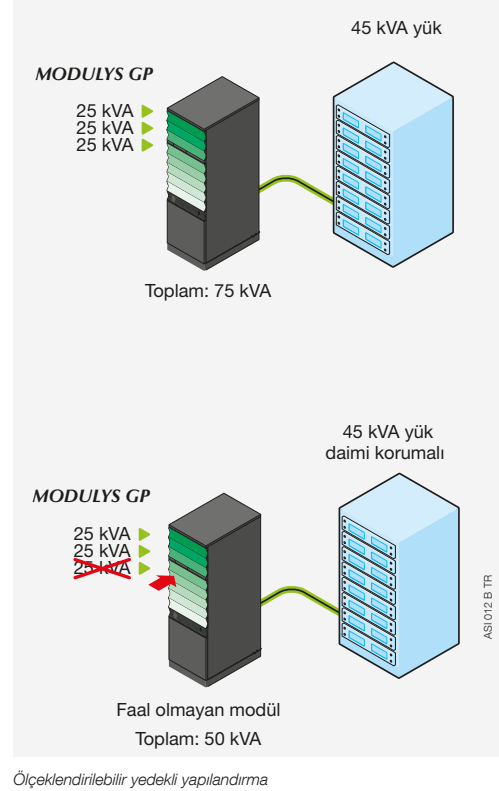 45 kVA yük
MODULYS GP
25 kVA
25 kVA
25 kVA
Toplam: 75 kVA
45 kVA yük
daimi korumalı
MODULYS GP
25 kVA
25 kVA
25 kVA
ASI 012 B TR
Faal olmayan modül
Toplam: 50 kVA
Ölçeklendirilebilir yedekli yapılandırma